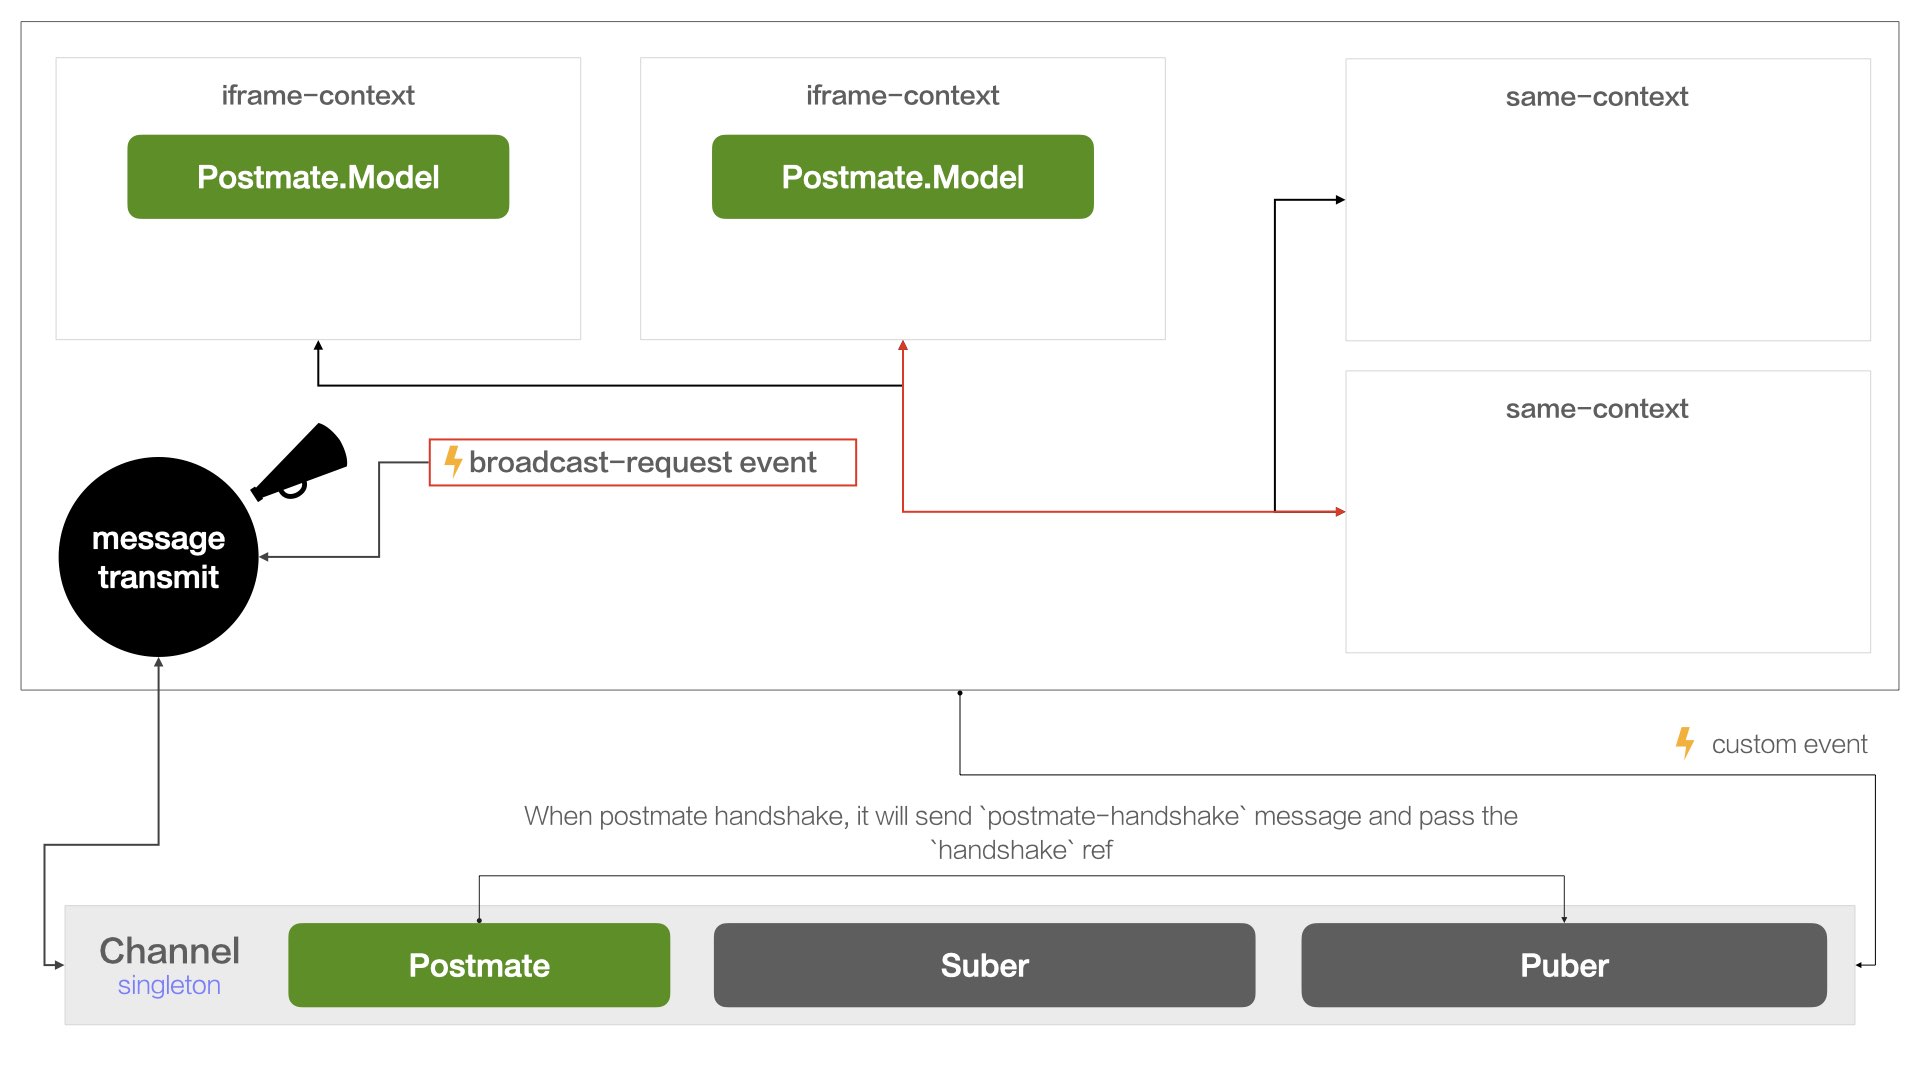 iframe-context
Postmate.Model
iframe-context
Postmate.Model
same-context
same-context
broadcast-request event
message
transmit
custom event
When postmate handshake, it will send `postmate-handshake` message and pass the
`handshake` ref
Channel
singleton
Postmate
Suber
Puber